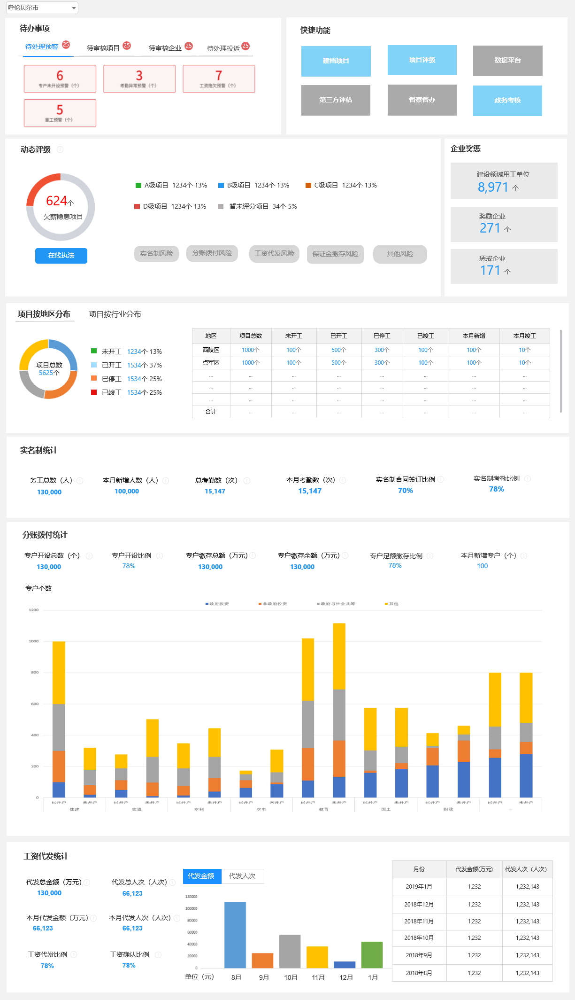 呼伦贝尔市
待办事项
待处理预警 25 待审核项目 25 待审核企业 25 待处理投诉 25
6 3 7
专户未开设预警（个） 考勤异常预警（个） 工资拖欠预警（个）
5
童工预警（个）
快捷功能
建档项目 项目评级 数据平台
第三方评估 督察督办 政务考核
动态评级
624个
欠薪隐患项目
在线执法
A级项目 1234个 13% B级项目 1234个 13% C级项目 1234个 13%
D级项目 1234个 13% 暂未评分项目 34个 5%
实名制风险 分账拨付风险 工资代发风险 保证金缴存风险 其他风险
企业奖惩
建设领域用工单位
8,971 个
奖励企业
271 个
惩戒企业
171 个
项目按地区分布 项目按行业分布
项目总数
5625个
未开工 1234个 13%
已开工 1534个 37%
已停工 1534个 25%
已竣工 1534个 25%
地区 项目总数 未开工 已开工 已停工 已竣工 本月新增 本月竣工
西陵区 1000个 100个 500个 300个 100个 100个 10个
点军区 1000个 100个 500个 300个 100个 100个 10个
... ... ... ... ... ... ... ...
... ... ... ... ... ... ... ...
... ... ... ... ... ... ... ...
合计 ... ... ... ... ... ... ...
实名制统计
务工总数（人） 本月新增人数（人） 总考勤数（次） 本月考勤数（次） 实名制合同签订比例 实名制考勤比例
130,000 100,000 15,147 15,147 70% 78%
分账拨付统计
专户开设总数（个） 专户开设比例 专户缴存总额（万元） 专户缴存余额（万元） 专户足额缴存比例 本月新增专户（个）
130,000 78% 130,000 130,000 78% 100
专户个数
政府投资 非政府投资 政府与社会共筹 其他
1200
1000
800
600
400
200
0
已开户 未开户 已开户 未开户 已开户 未开户 已开户 未开户 已开户 未开户 已开户 未开户 已开户 未开户 已开户 未开户
住建 交通 水利 水电 教育 国土 财政 ...
工资代发统计
代发总金额（万元） 代发总人次（人次）
130,000 66,123
本月代发金额（万元） 本月代发人次（人次）
66,123 66,123
工资代发比例 工资确认比例
78% 78%
代发金额 代发人次
120000
100000
80000
60000
40000
20000
0
单位（元） 8月 9月 10月 11月 12月 1月
月份 代发金额(万元) 代发人次（人次）
2019年1月 1,232 1,232,143
2018年12月 1,232 1,232,143
2018年11月 1,232 1,232,143
2018年10月 1,232 1,232,143
2018年9月 1,232 1,232,143
2018年8月 1,232 1,232,143